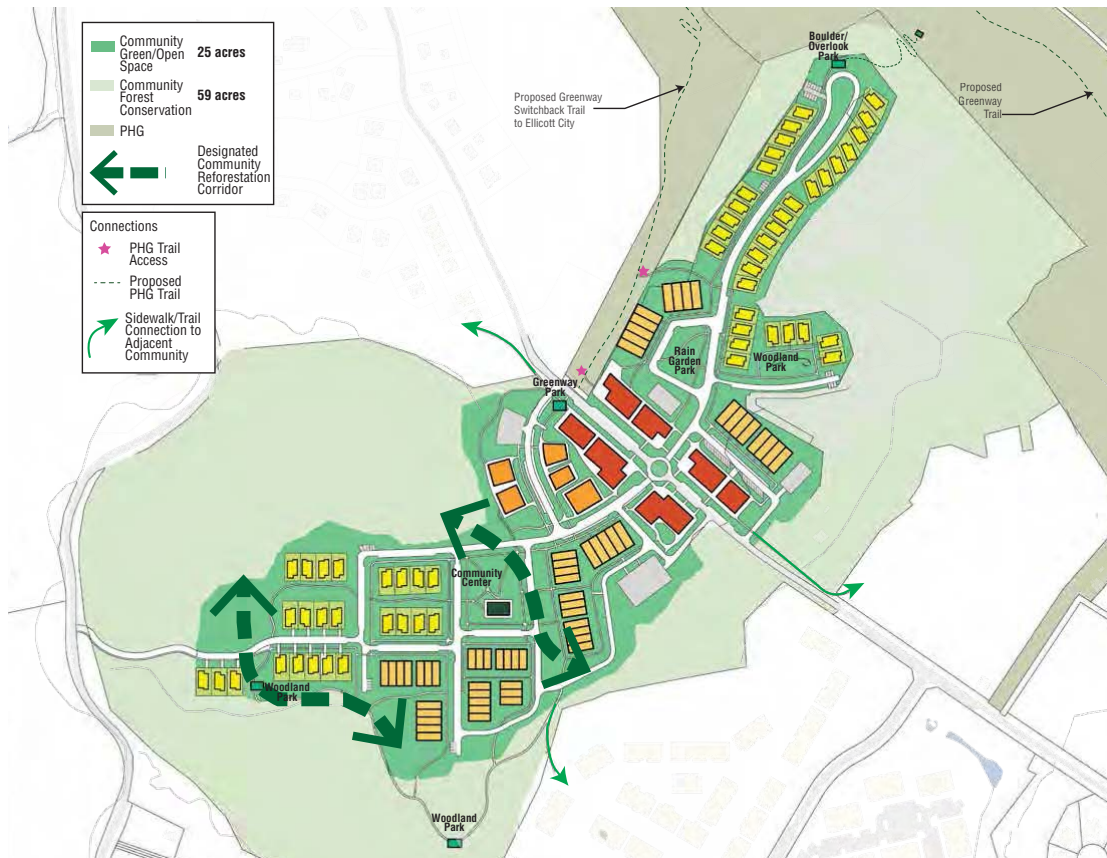 Community
Green/Open
Space
25 acres
Community
Forest
Conservation
59 acres
PHG
Designated
Community
Reforestation
Corridor
Connections
PHG Trail
Access
Proposed
PHG Trail
Sidewalk/Trail
Connection to
Adjacent
Community
Boulder/
Overlook Park
Proposed Greenway
Switchback Trail
to Ellicott City
Proposed
Greenway
Trail
Rain
Garden
Park
Woodland
Park
Greenway
Park
Community
Center
Woodland
Park
Woodland
Park